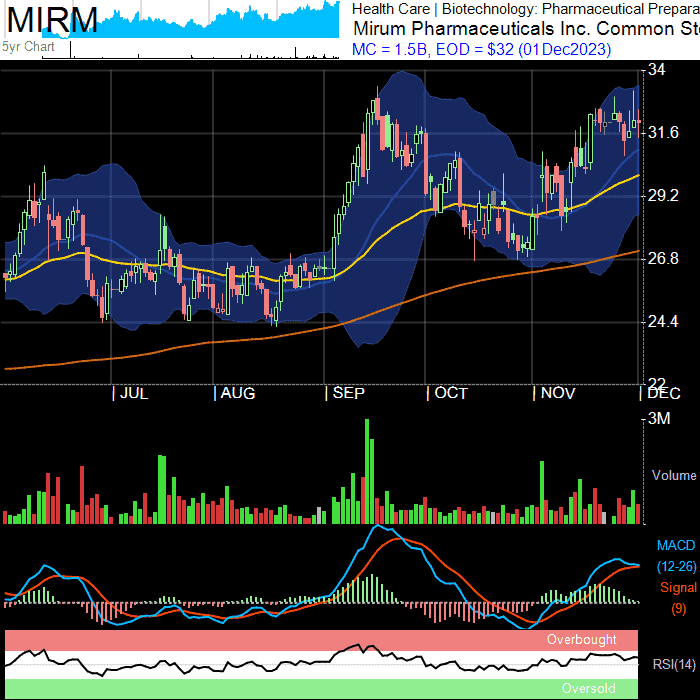 MIRM
5yr Chart
Health Care | Biotechnology: Pharmaceutical Prepara
Mirum Pharmaceuticals Inc. Common Sto
MC = 1.5B, EOD = $32 (01Dec2023)
34
31.6
29.2
26.8
24.4
22
JUL AUG SEP OCT NOV DEC
3M
Volume
MACD
(12-26)
Signal
(9)
Overbought
RSI(14)
Oversold